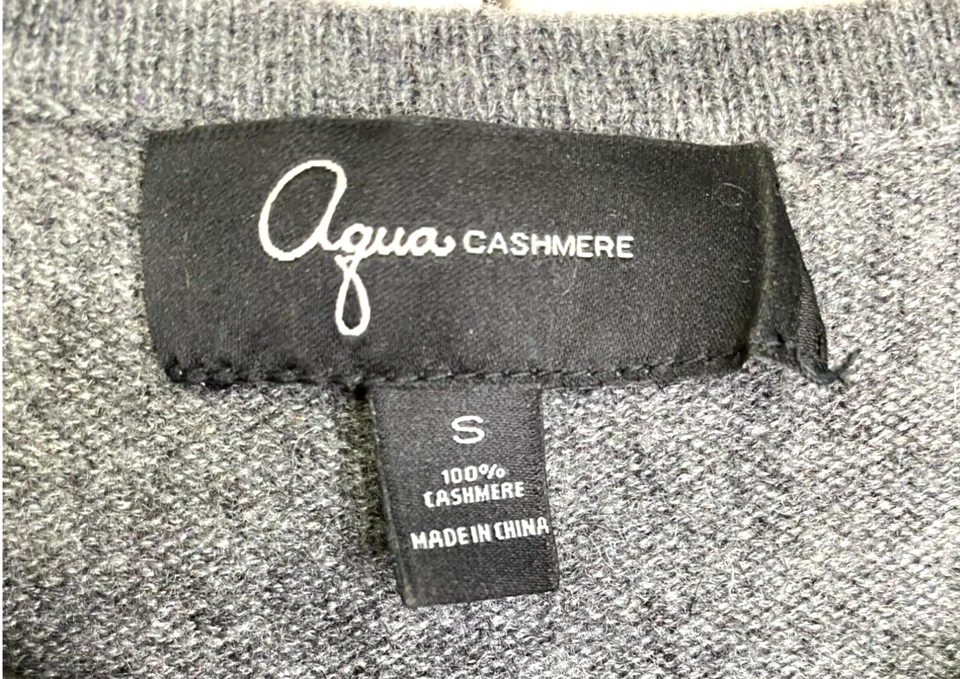 Aqua CASHMERE
S
100%
CASHMERE
MADE IN CHINA